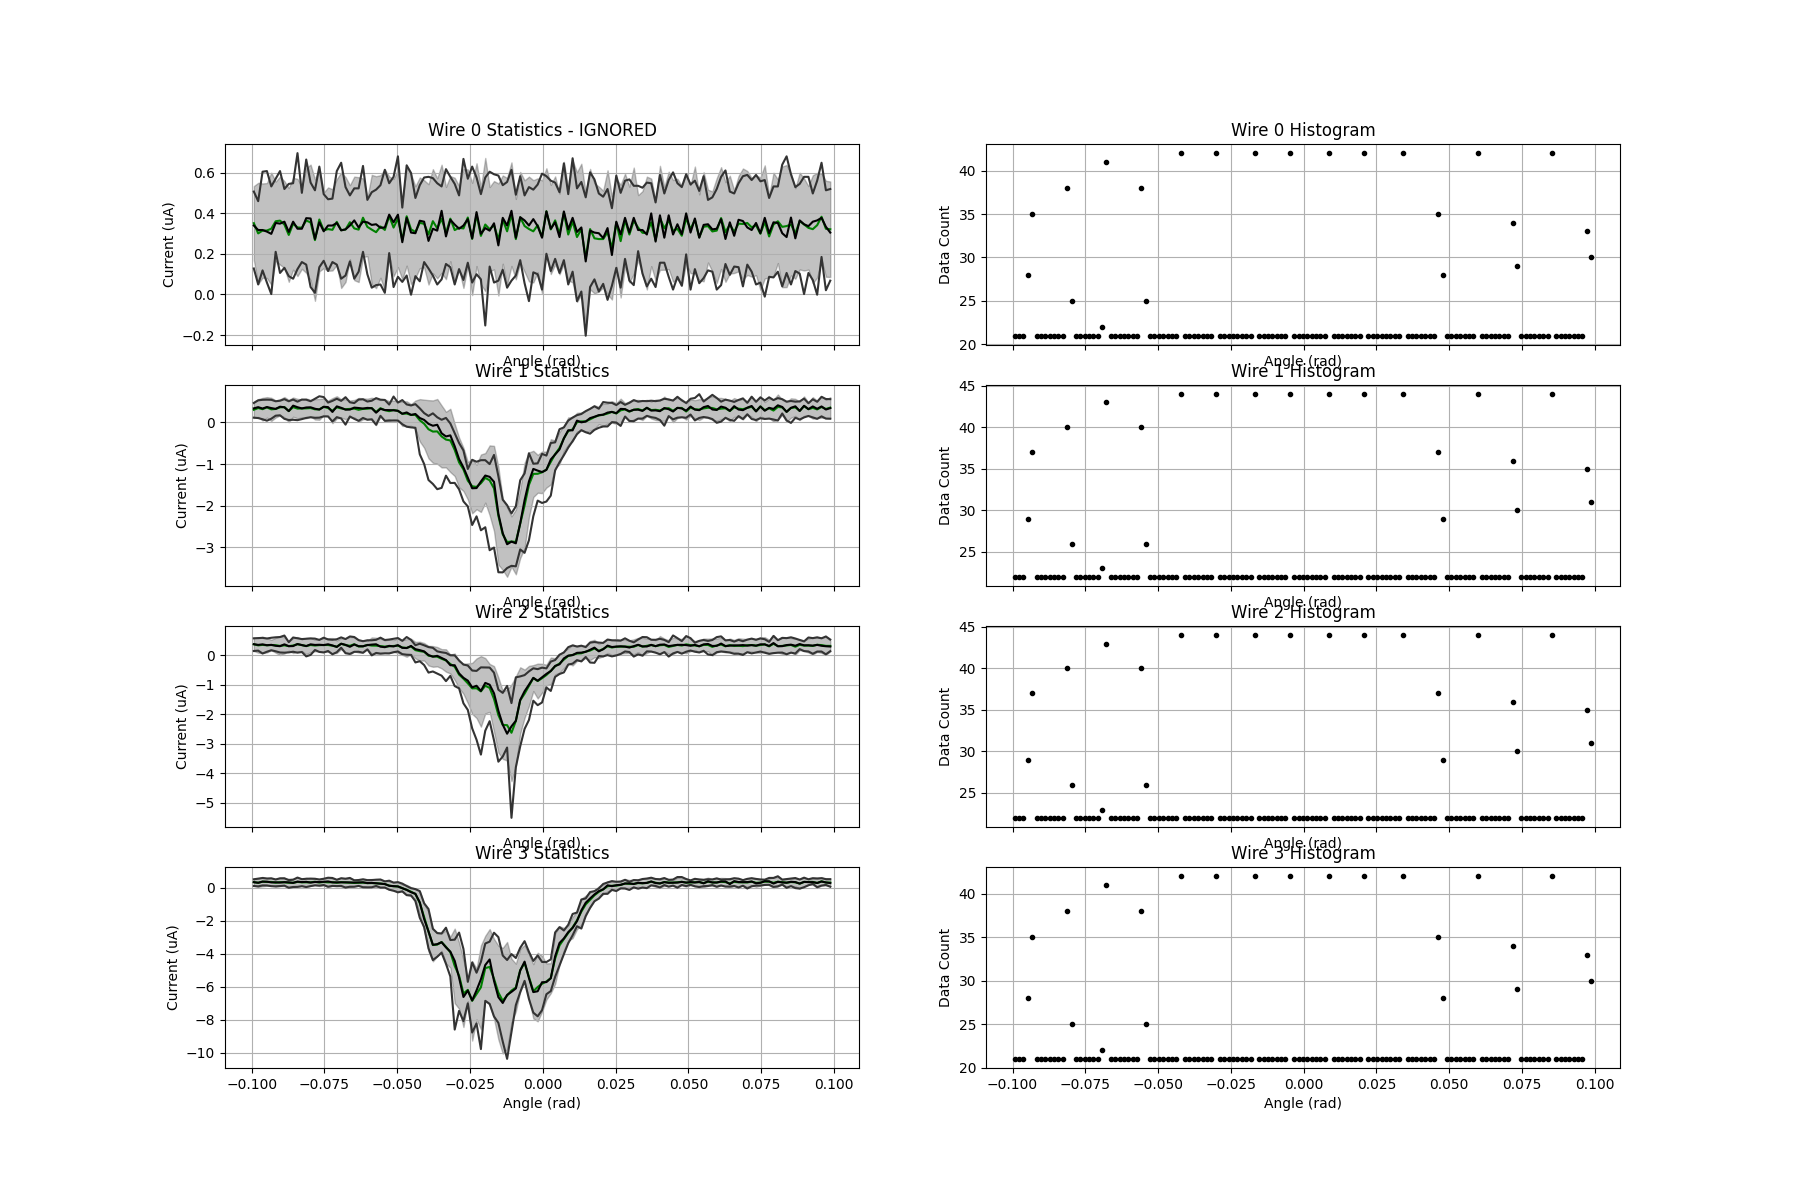 Wire 0 Statistics - IGNORED
Current (uA)
0.6
0.4
0.2
0.0
−0.2
Angle (rad)
Wire 0 Histogram
Data Count
40
35
30
25
20
Angle (rad)
Wire 1 Statistics
Current (uA)
0
−1
−2
−3
Angle (rad)
Wire 1 Histogram
Data Count
45
40
35
30
25
Angle (rad)
Wire 2 Statistics
Current (uA)
0
−1
−2
−3
−4
−5
Angle (rad)
Wire 2 Histogram
Data Count
45
40
35
30
25
Angle (rad)
Wire 3 Statistics
Current (uA)
0
−2
−4
−6
−8
−10
−0.100 −0.075 −0.050 −0.025 0.000 0.025 0.050 0.075 0.100
Angle (rad)
Wire 3 Histogram
Data Count
40
35
30
25
20
−0.100 −0.075 −0.050 −0.025 0.000 0.025 0.050 0.075 0.100
Angle (rad)